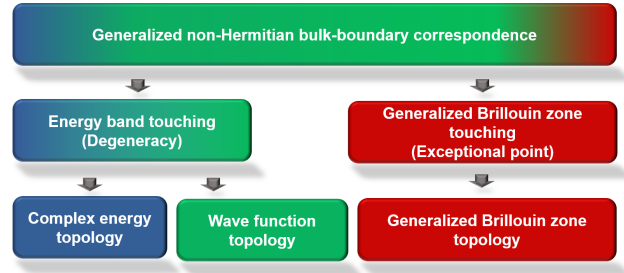 Generalized non-Hermitian bulk-boundary correspondence
Energy band touching
(Degeneracy)
Generalized Brillouin zone
touching
(Exceptional point)
Complex energy
topology
Wave function
topology
Generalized Brillouin zone
topology